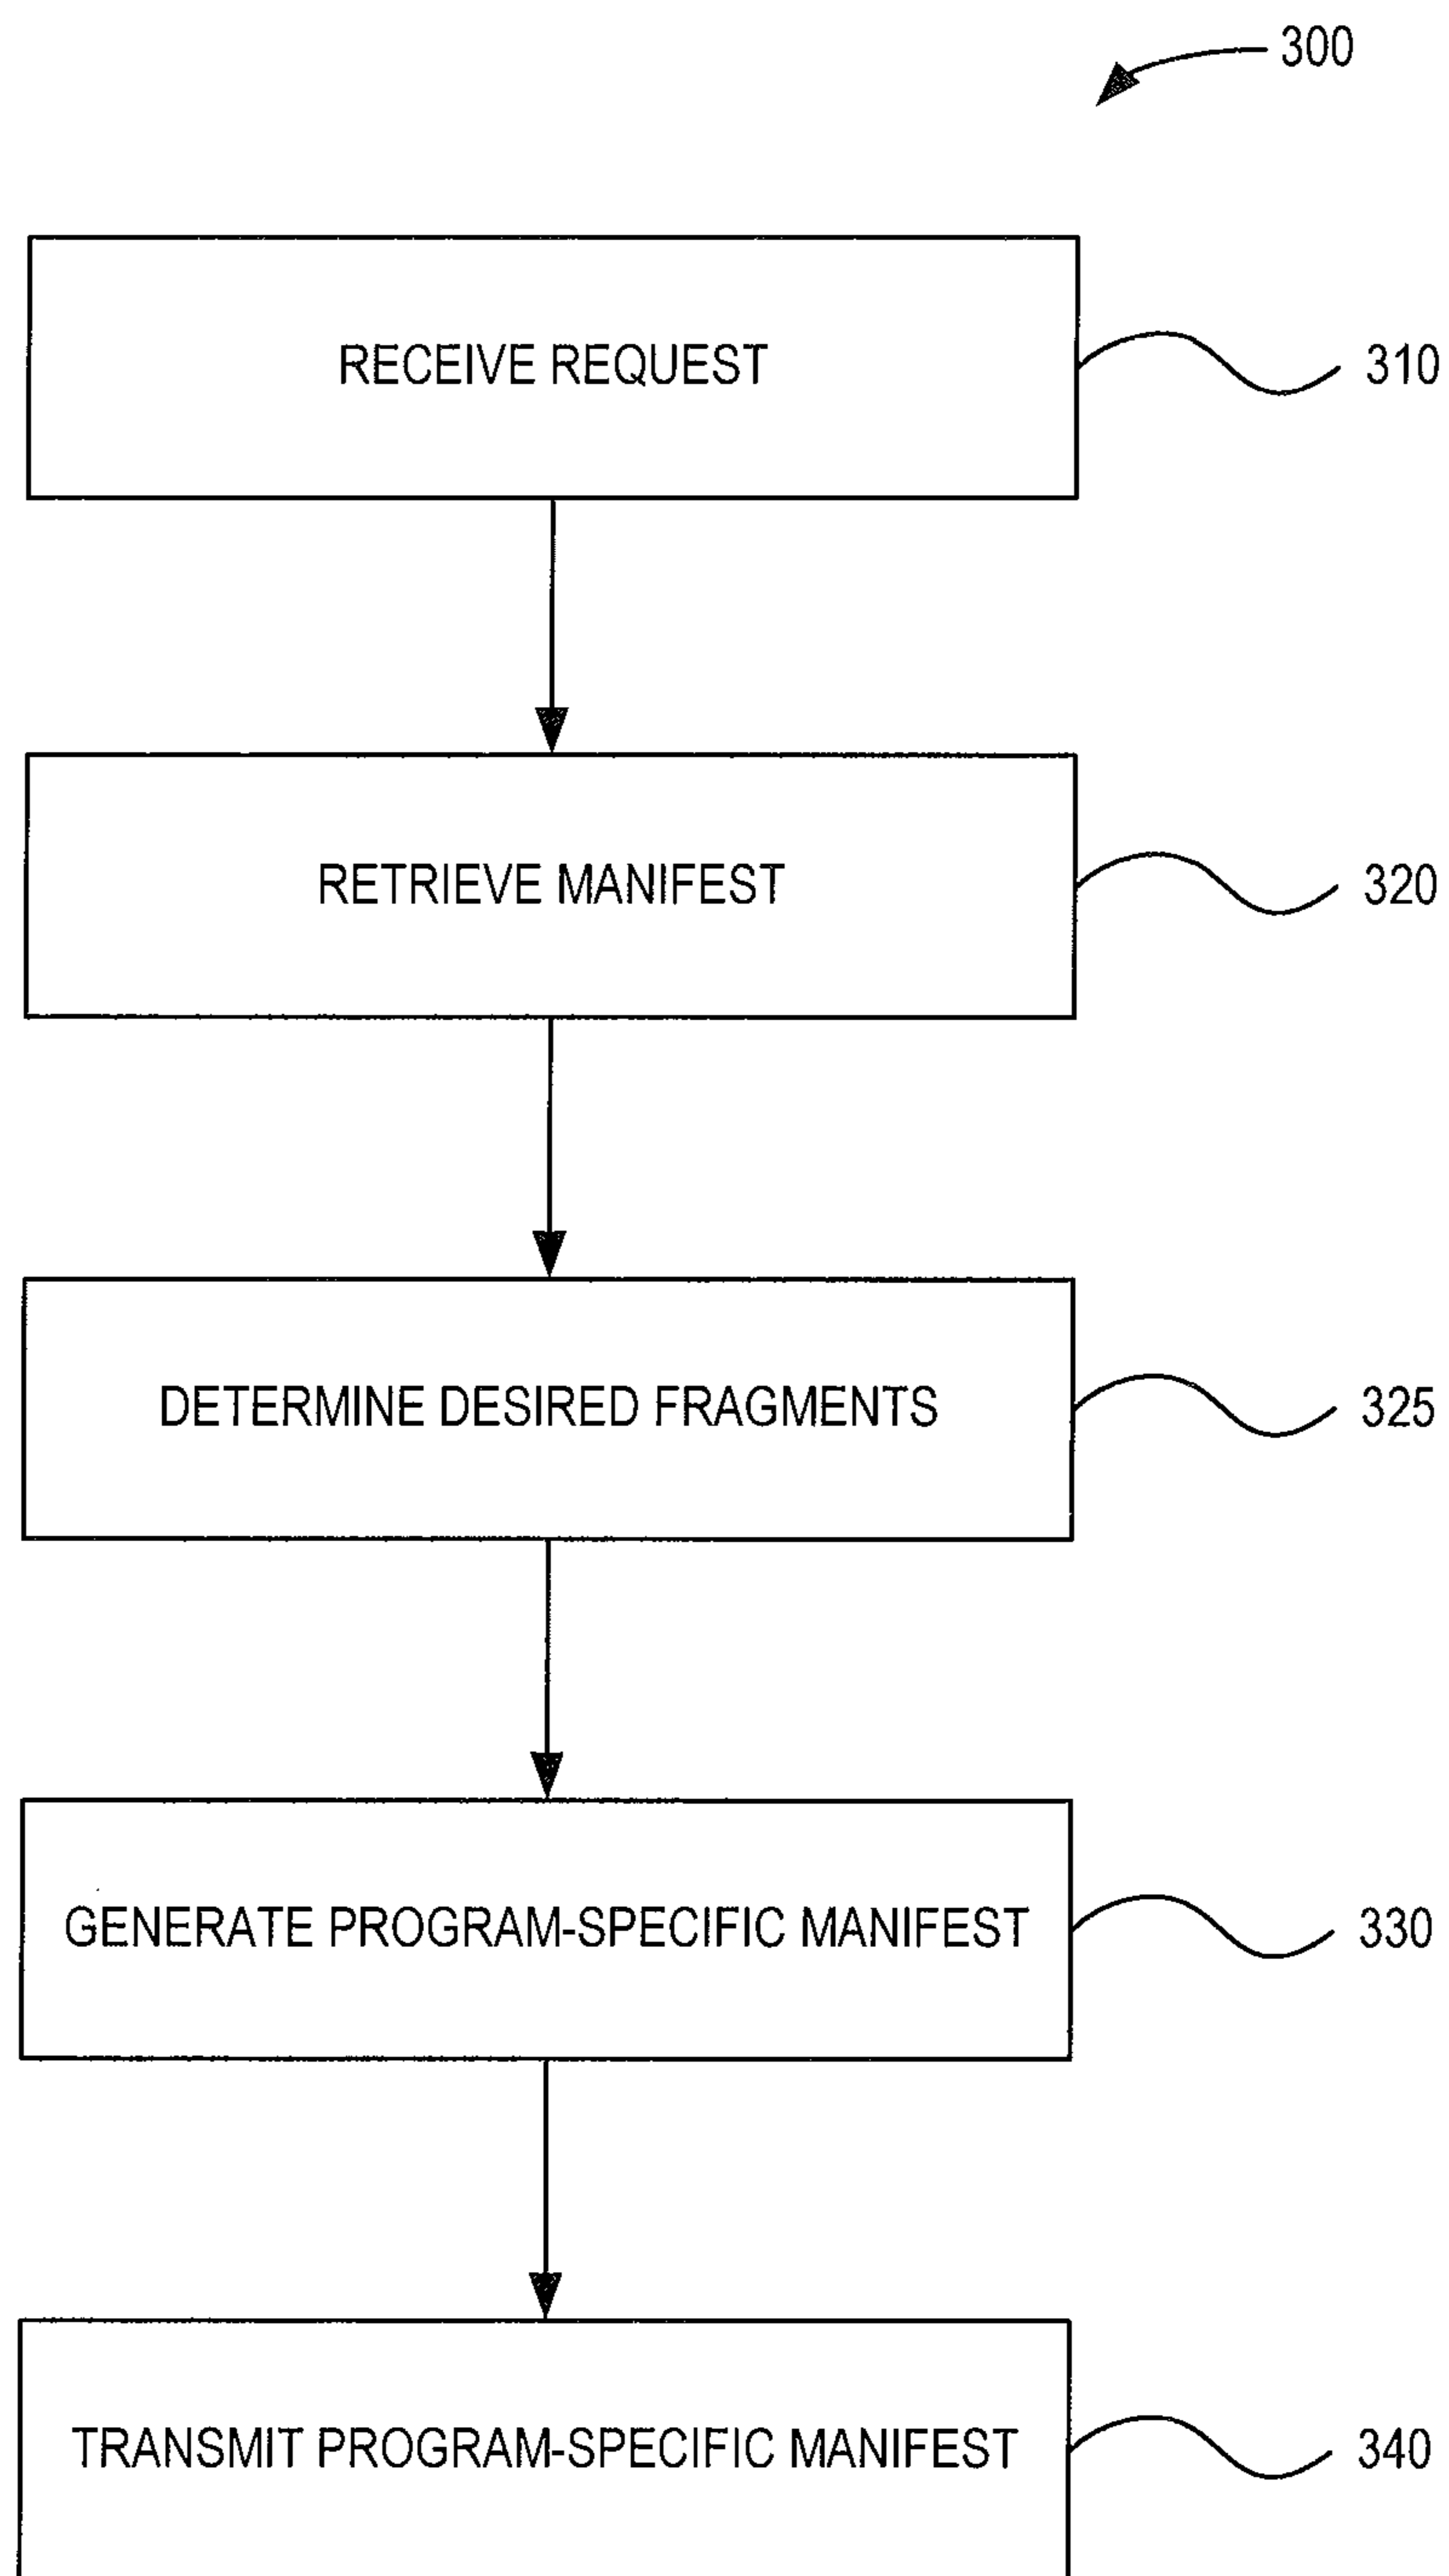 300
RECEIVE REQUEST
310
RETRIEVE MANIFEST
320
DETERMINE DESIRED FRAGMENTS
325
GENERATE PROGRAM-SPECIFIC MANIFEST
330
TRANSMIT PROGRAM-SPECIFIC MANIFEST
340